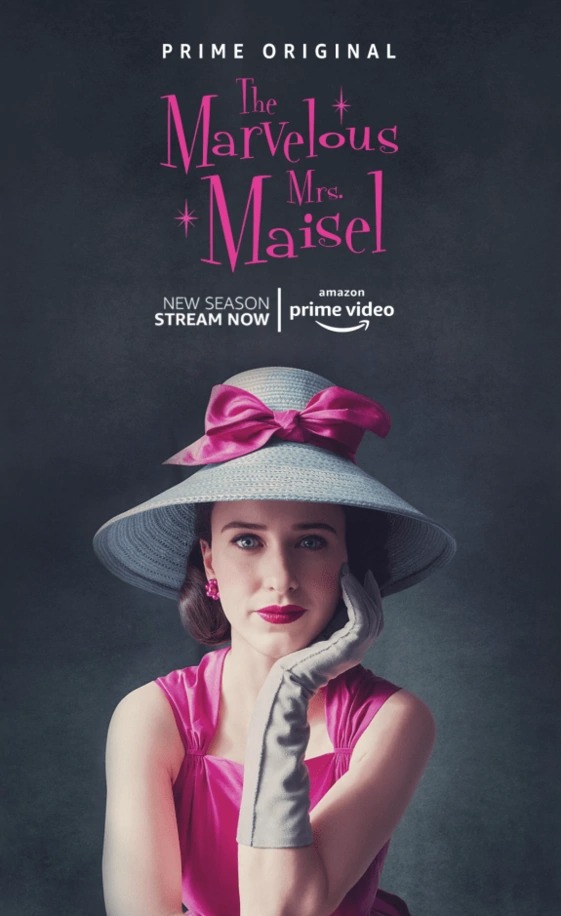 PRIME ORIGINAL
The
Marvelous
Mrs.
Maisel
NEW SEASON
STREAM NOW
amazon
prime video